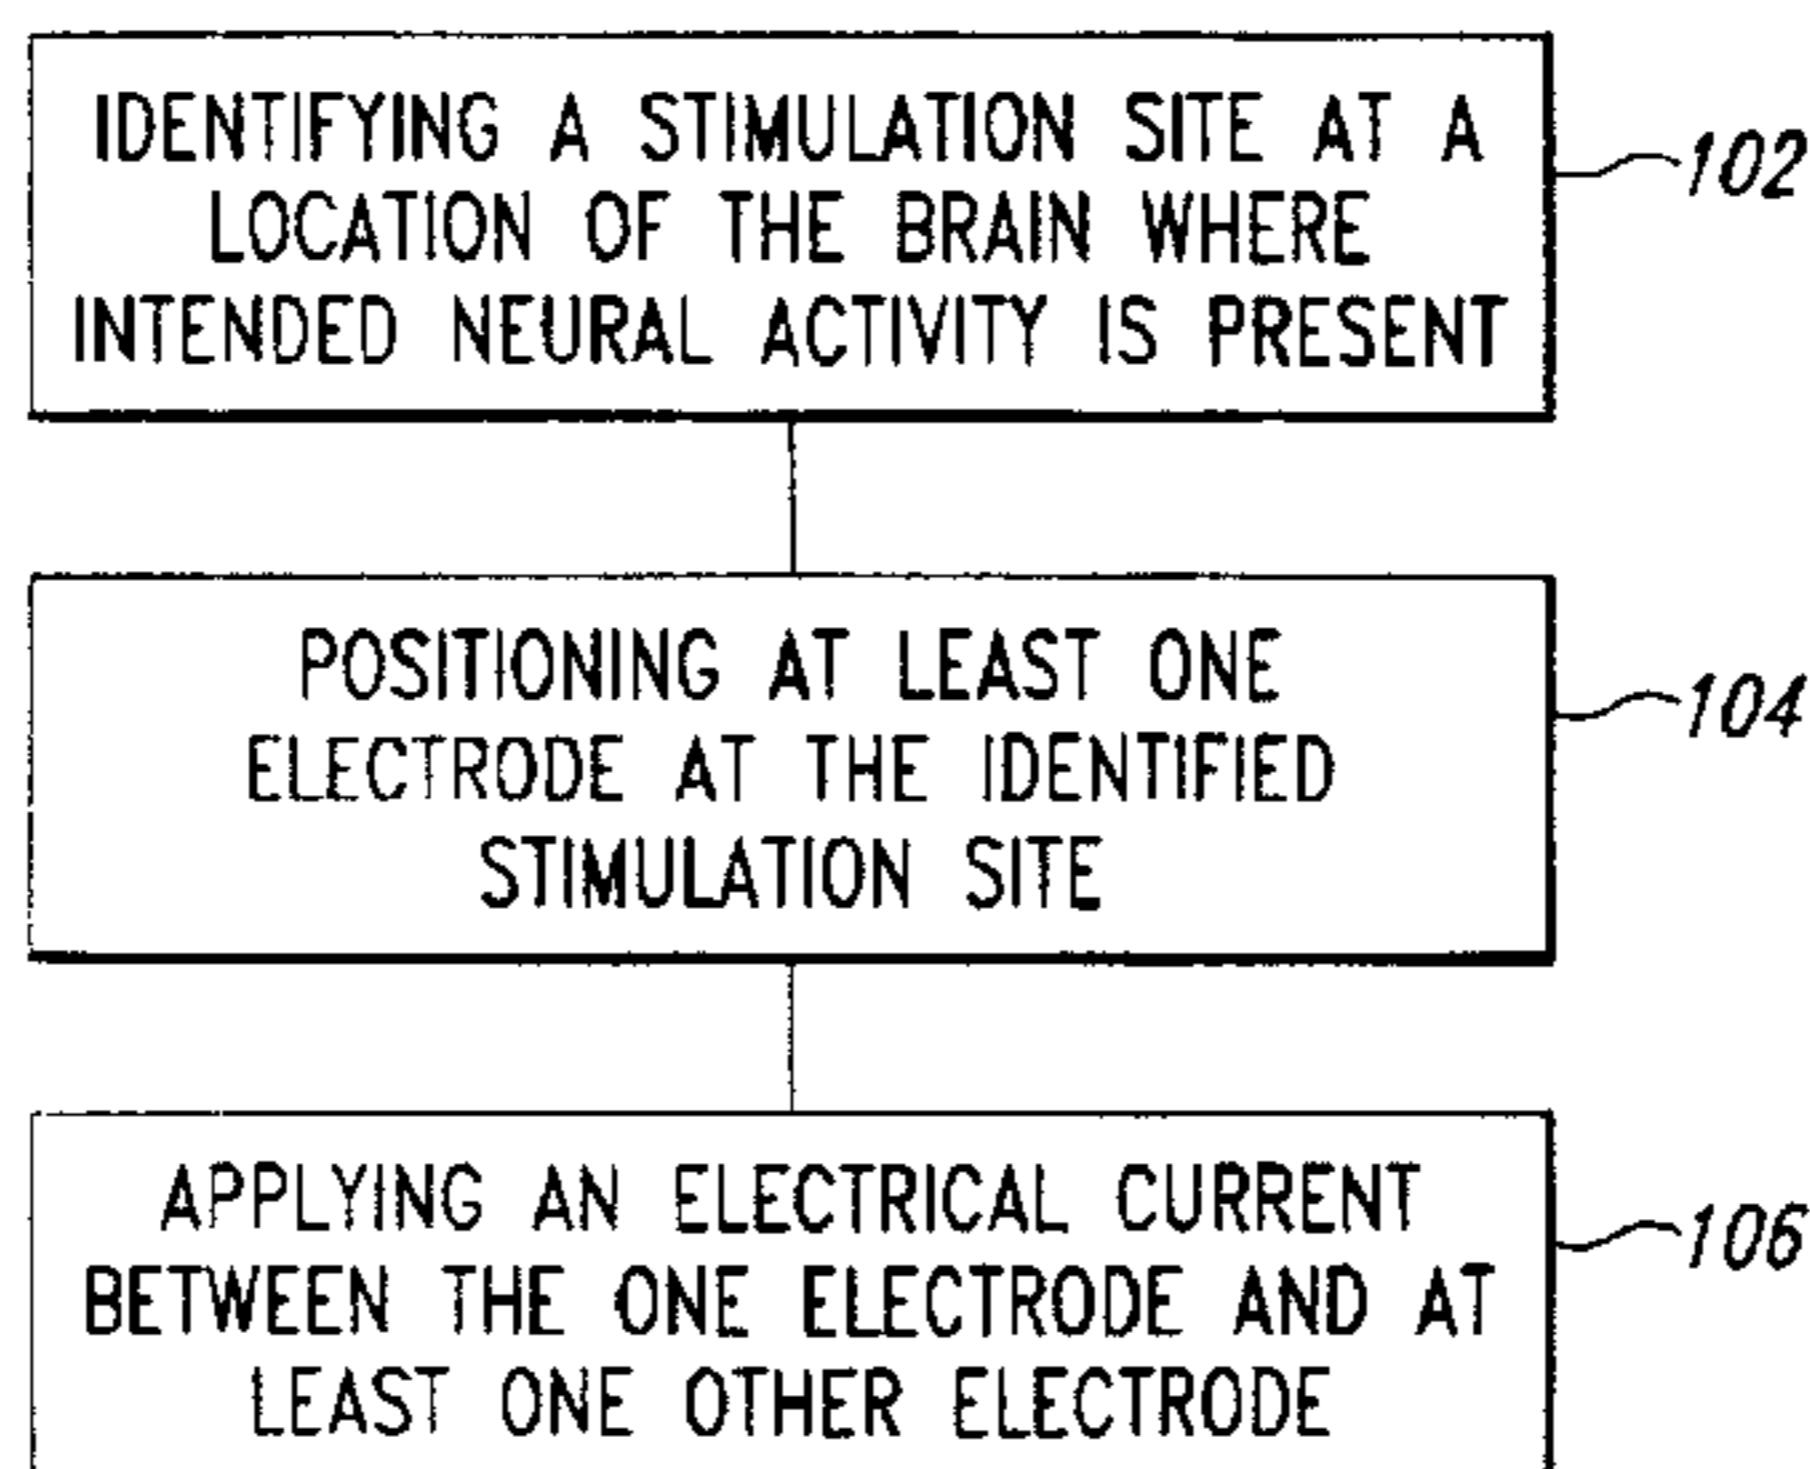 IDENTIFYING A STIMULATION SITE AT A
LOCATION OF THE BRAIN WHERE
INTENDED NEURAL ACTIVITY IS PRESENT
102
POSITIONING AT LEAST ONE
ELECTRODE AT THE IDENTIFIED
STIMULATION SITE
104
APPLYING AN ELECTRICAL CURRENT
BETWEEN THE ONE ELECTRODE AND AT
LEAST ONE OTHER ELECTRODE
106